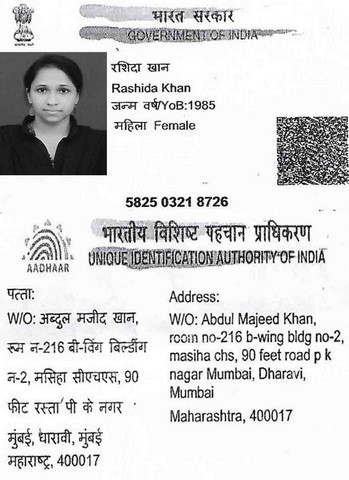 भारत सरकार
GOVERNMENT OF INDIA
रशिदा खान
Rashida Khan
जन्म वर्ष/YoB:1985
महिला Female
5825 0321 8726
भारतीय विशिष्ट पहचान प्राधिकरण
AADHAAR
UNIQUE IDENTIFICATION AUTHORITY OF INDIA
पत्ता:
W/O: अब्दुल मजीद खान,
रूम न-216 बी-विंग बिल्डींग
न-2, मसिहा सीएचएस, 90
फीट रस्ता पी के नगर
मुंबई, धारावी, मुंबई
महाराष्ट्र, 400017
Address:
W/O: Abdul Majeed Khan,
room no-216 b-wing bldg no-2,
masiha chs, 90 feet road p k
nagar Mumbai, Dharavi,
Mumbai
Maharashtra, 400017